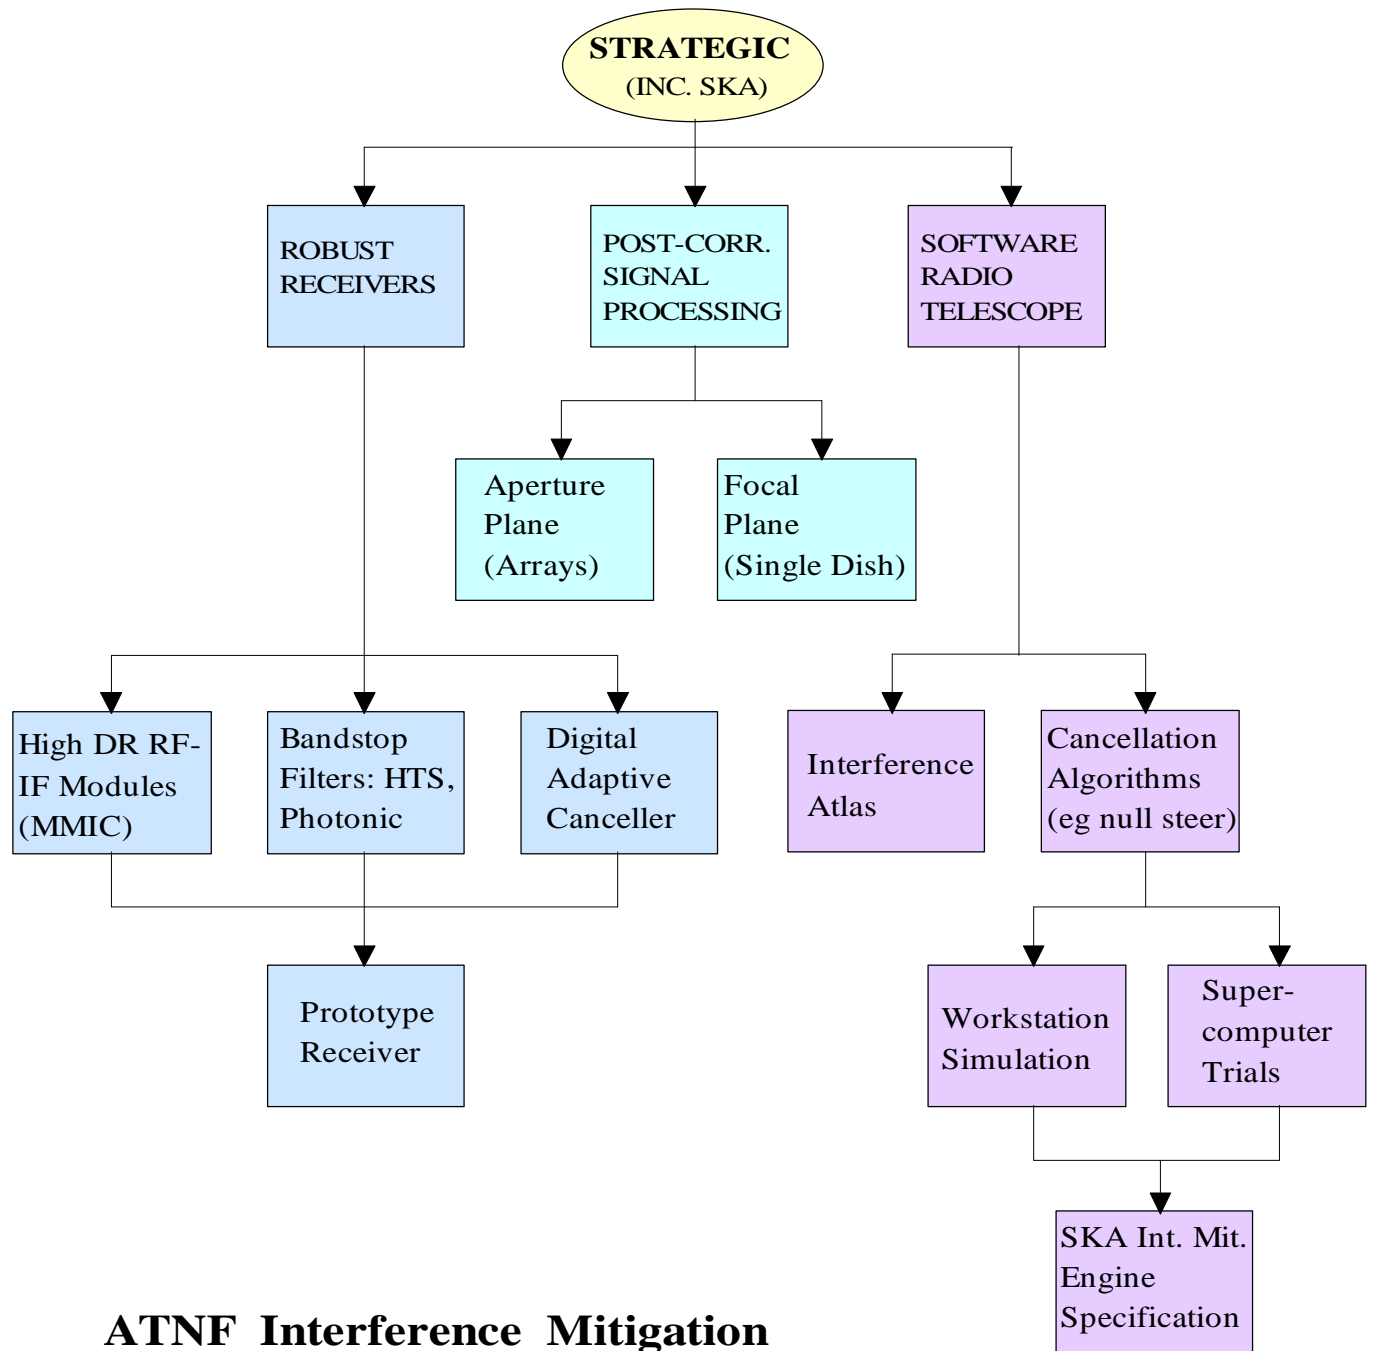 STRATEGIC
(INC. SKA)
ROBUST
RECEIVERS
POST-CORR.
SIGNAL
PROCESSING
SOFTWARE
RADIO
TELESCOPE
Aperture
Plane
(Arrays)
Focal
Plane
(Single Dish)
High DR RF-
IF Modules
(MMIC)
Bandstop
Filters: HTS,
Photonic
Digital
Adaptive
Canceller
Interference
Atlas
Cancellation
Algorithms
(eg null steer)
Prototype
Receiver
Workstation
Simulation
Super-
computer
Trials
SKA Int. Mit.
Engine
Specification
ATNF Interference Mitigation